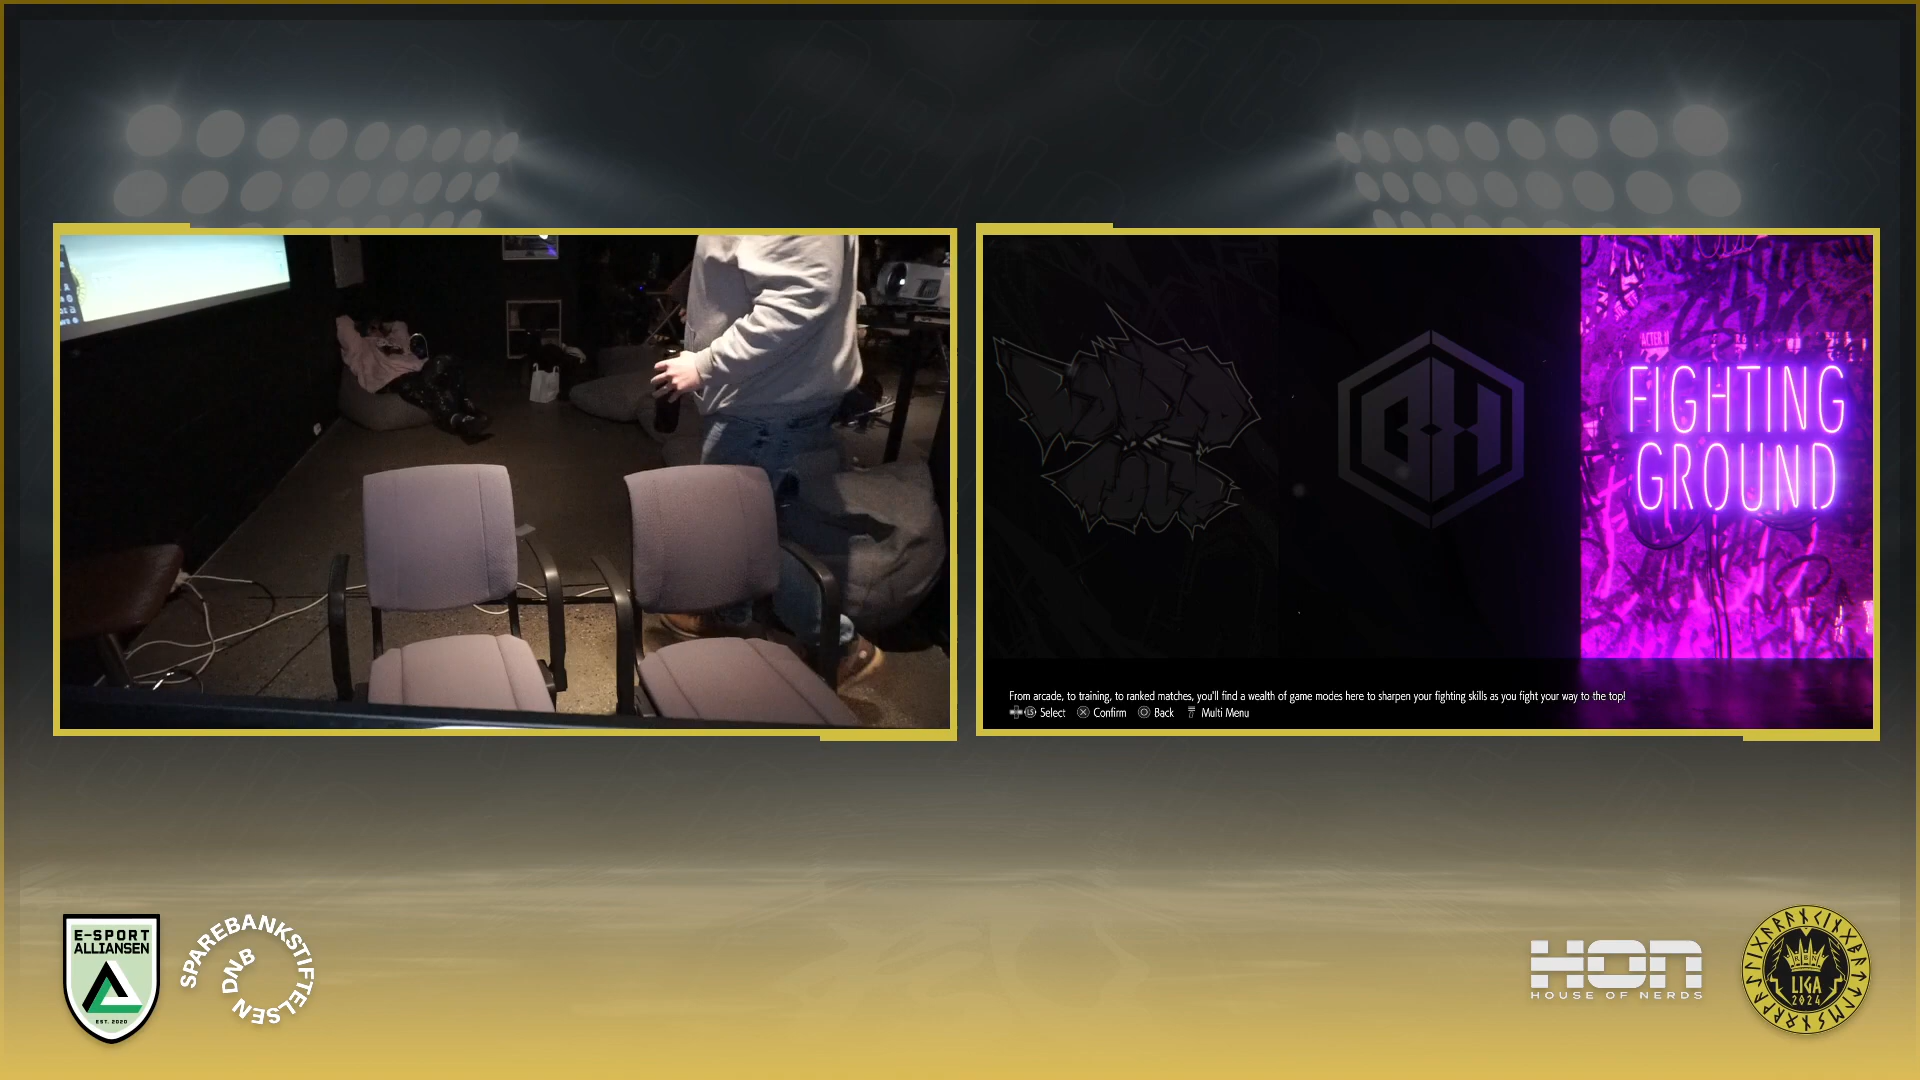 FIGHTING
GROUND
From arcade, to training, to ranked matches, you'll find a wealth of game modes here to sharpen your fighting skills as you fight your way to the top!
LS Select Confirm Back Multi Menu
E-SPORT
ALLIANSEN
EST. 2020
SPAREBANKSTIFTELSEN
DNB
HON
HOUSE OF NERDS
LIGA
2024